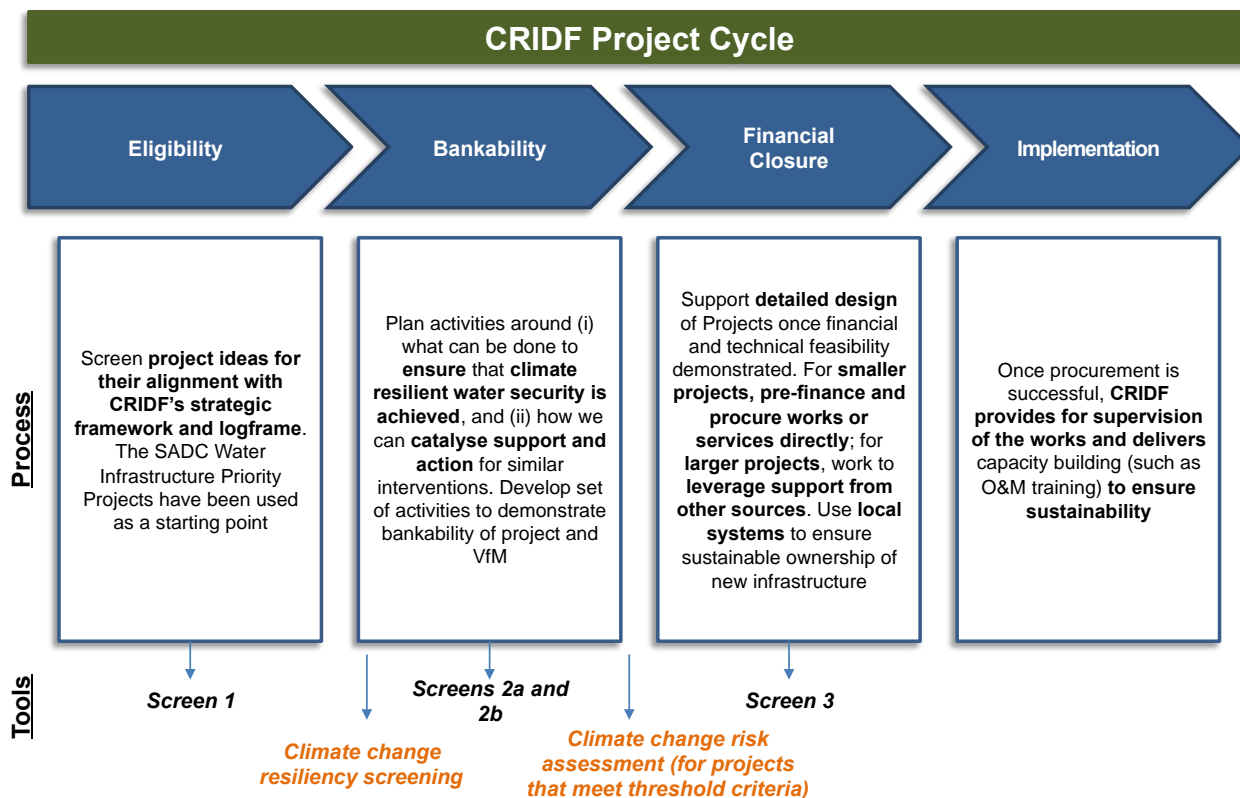 CRIDF Project Cycle
Eligibility
Bankability
Financial
Closure
Implementation
Process
Screen project ideas for
their alignment with
CRIDF's strategic
framework and logframe.
The SADC Water
Infrastructure Priority
Projects have been used
as a starting point
Plan activities around (i)
what can be done to
ensure that climate
resilient water security is
achieved, and (ii) how we
can catalyse support and
action for similar
interventions. Develop set
of activities to demonstrate
bankability of project and
VfM
Support detailed design
of Projects once financial
and technical feasibility
demonstrated. For smaller
projects, pre-finance and
procure works or
services directly; for
larger projects, work to
leverage support from
other sources. Use local
systems to ensure
sustainable ownership of
new infrastructure
Once procurement is
successful, CRIDF
provides for supervision
of the works and delivers
capacity building (such as
O&M training) to ensure
sustainability
Tools
Screen 1
Screens 2a and
2b
Screen 3
Climate change
resiliency screening
Climate change risk
assessment (for projects
that meet threshold criteria)